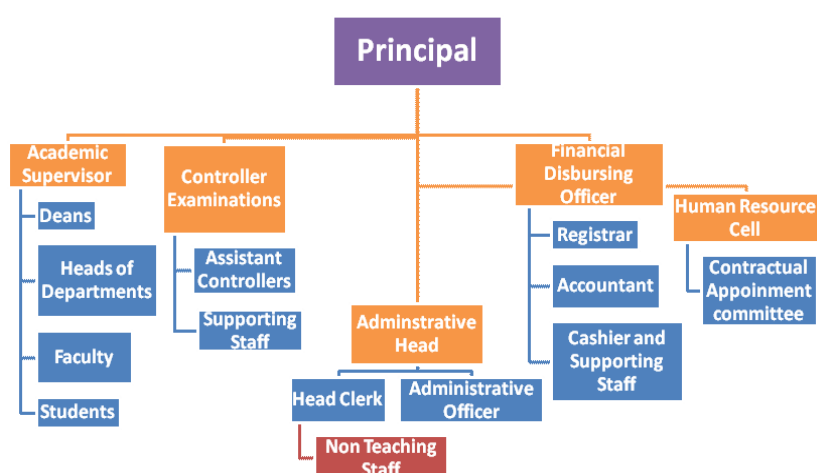 Principal
Academic
Supervisor
Deans
Heads of
Departments
Faculty
Students
Controller
Examinations
Assistant
Controllers
Supporting
Staff
Adminstrative
Head
Head Clerk
Administrative
Officer
Non Teaching
Staff
Financial
Disbursing
Officer
Registrar
Accountant
Cashier and
Supporting
Staff
Human Resource
Cell
Contractual
Appoinment
committee